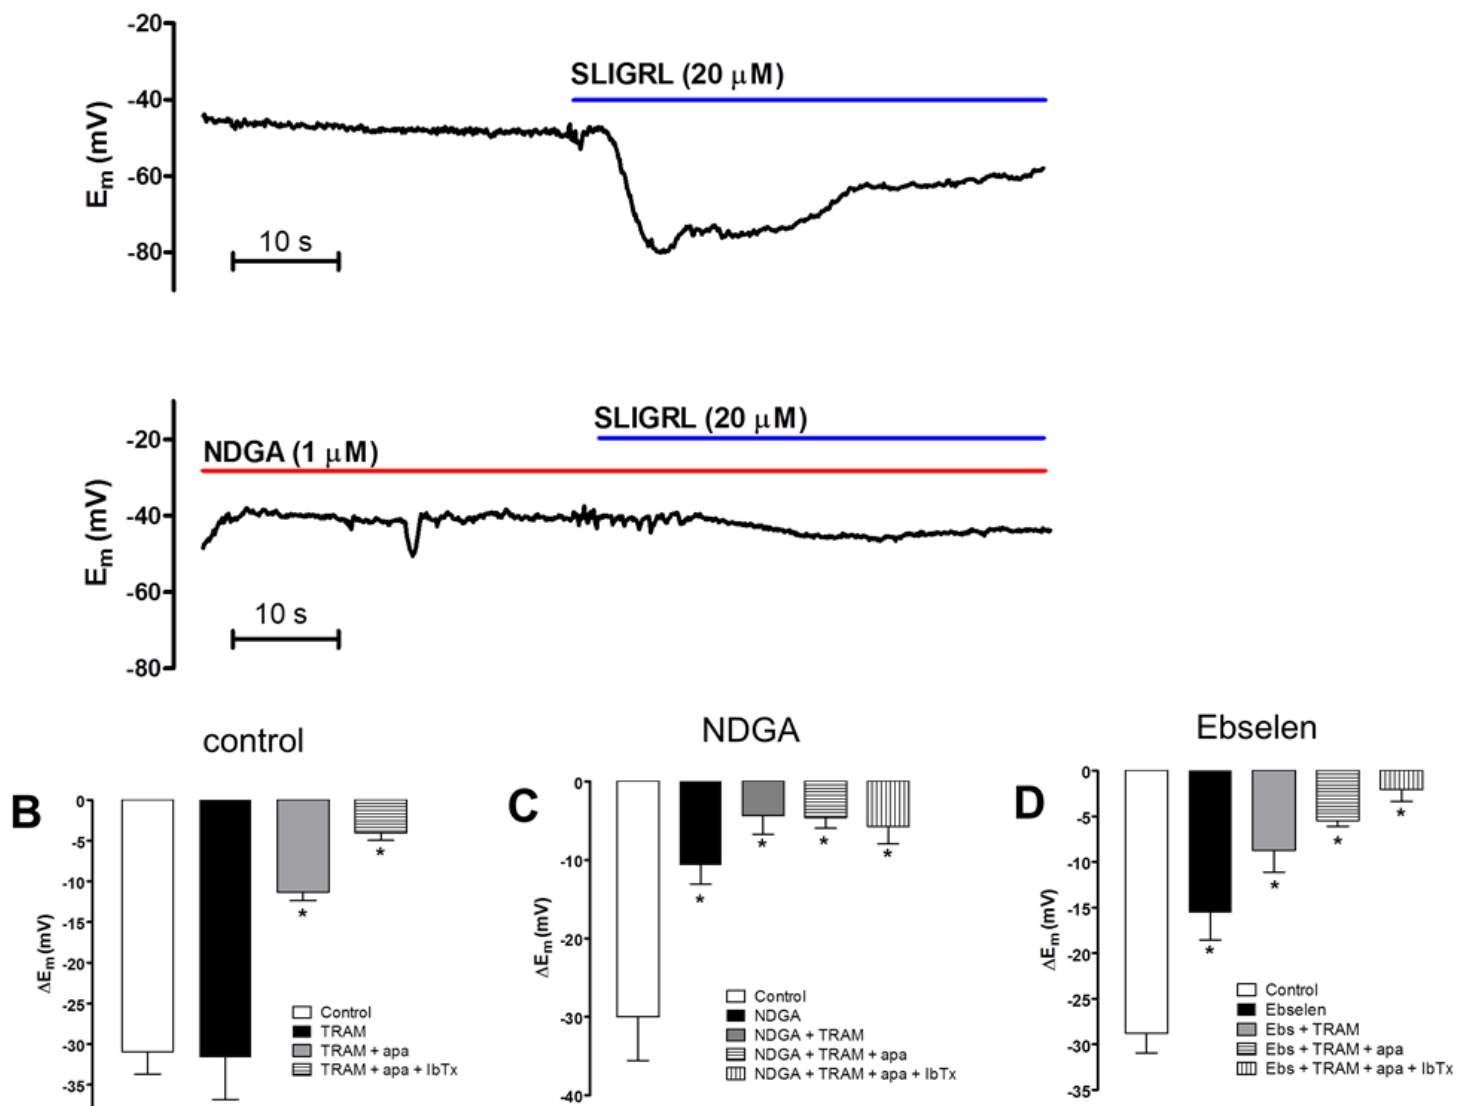 -20
SLIGRL (20 μM)
-40
-60
-80
Em (mV)
10 s
SLIGRL (20 μM)
-20
NDGA (1 μM)
-40
-60
-80
Em (mV)
10 s
control
B
0
-5
-10
-15
-20
-25
-30
-35
ΔEm (mV)
*
*
Control
TRAM
TRAM + apa
TRAM + apa + IbTx
NDGA
C
0
-10
-20
-30
-40
ΔEm (mV)
*
*
*
*
Control
NDGA
NDGA + TRAM
NDGA + TRAM + apa
NDGA + TRAM + apa + IbTx
Ebselen
D
0
-5
-10
-15
-20
-25
-30
-35
ΔEm (mV)
*
*
*
*
Control
Ebselen
Ebs + TRAM
Ebs + TRAM + apa
Ebs + TRAM + apa + IbTx